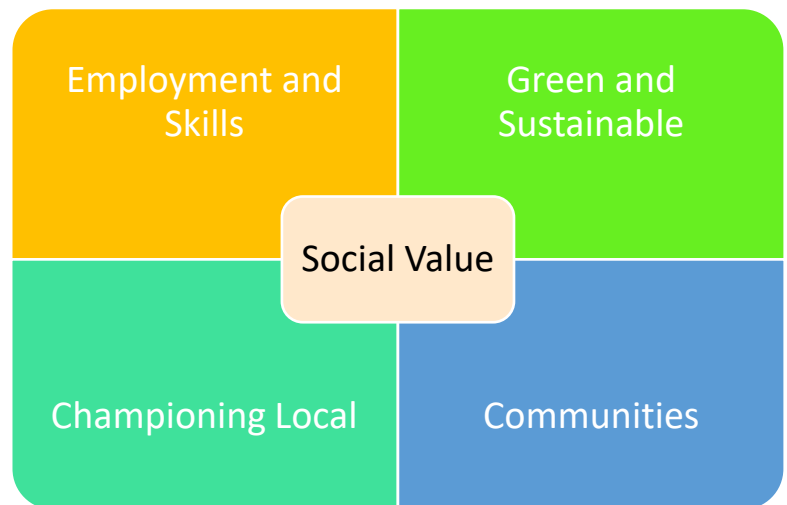 Employment and
Skills
Green and
Sustainable
Social Value
Championing Local
Communities